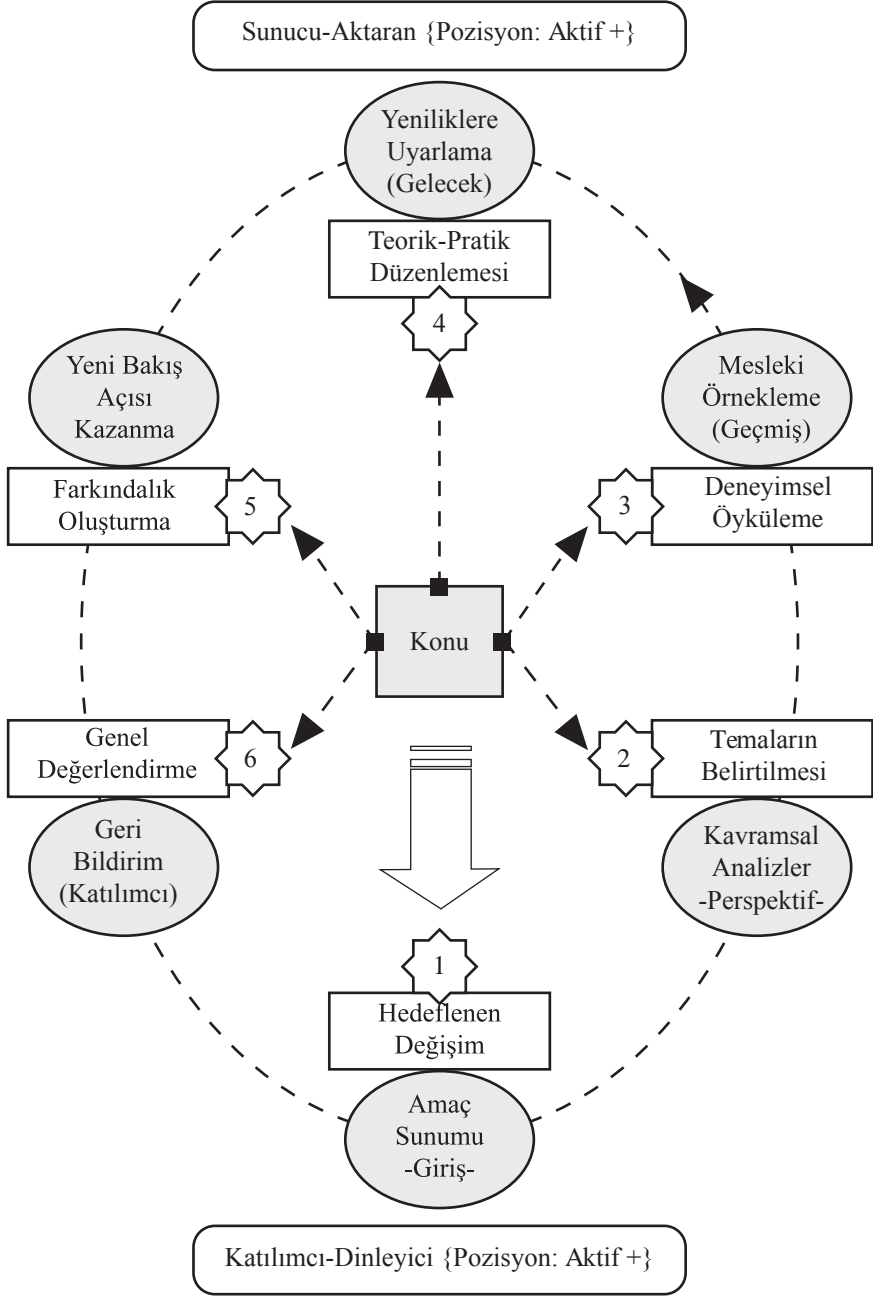 Sunucu-Aktaran {Pozisyon: Aktif +}
Yeniliklere
Uyarlama
(Gelecek)
Teorik-Pratik
Düzenlemesi
4
Yeni Bakış
Açısı
Kazanma
Farkındalık
Oluşturma
5
Mesleki
Örnekleme
(Geçmiş)
3
Deneyimsel
Öyküleme
Konu
Genel
Değerlendirme
6
Geri
Bildirim
(Katılımcı)
2
Temaların
Belirtilmesi
Kavramsal
Analizler
-Perspektif-
1
Hedeflenen
Değişim
Amaç
Sunumu
-Giriş-
Katılımcı-Dinleyici {Pozisyon: Aktif +}